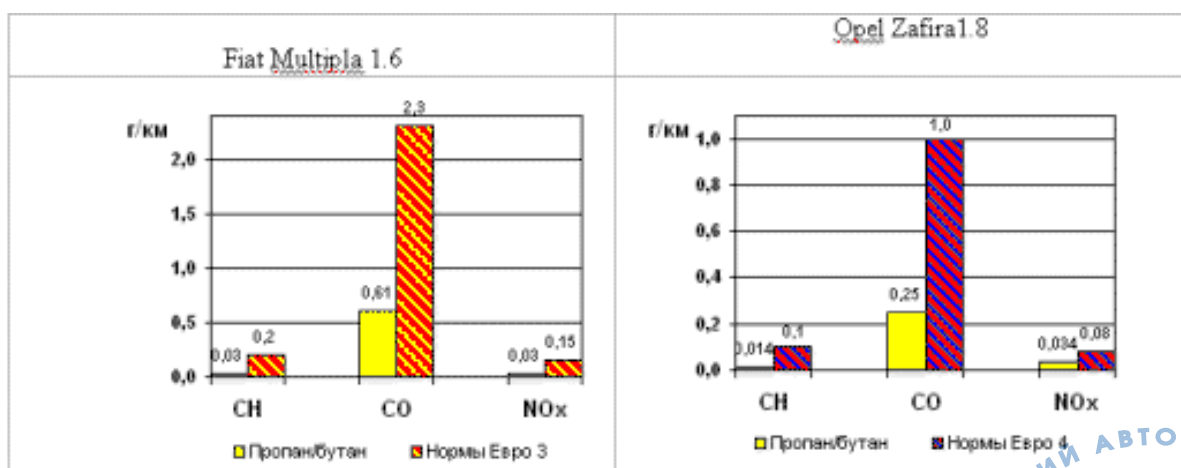 Fiat Multipla 1.6
г/км
2,0
1,5
1,0
0,5
0,0
0,03
0,2
0,61
2,3
0,03
0,15
CH
CO
NOx
Пропан/бутан
Нормы Евро 3
Opel Zafira1.8
г/км
1,0
0,8
0,6
0,4
0,2
0,0
0,014
0,1
0,25
1,0
0,034
0,08
CH
CO
NOx
Пропан/бутан
Нормы Евро 4
АВТО